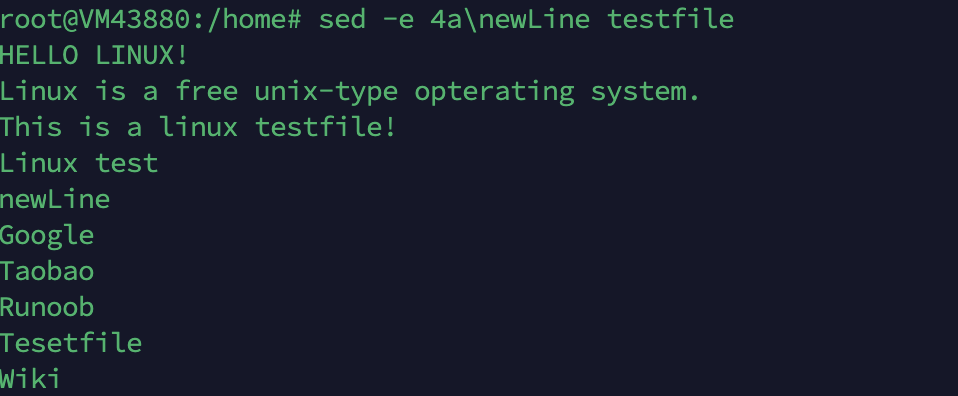 root@VM43880:/home# sed -e 4a\newLine testfile
HELLO LINUX!
Linux is a free unix-type opterating system.
This is a linux testfile!
Linux test
newLine
Google
Taobao
Runoob
Tesetfile
Wiki